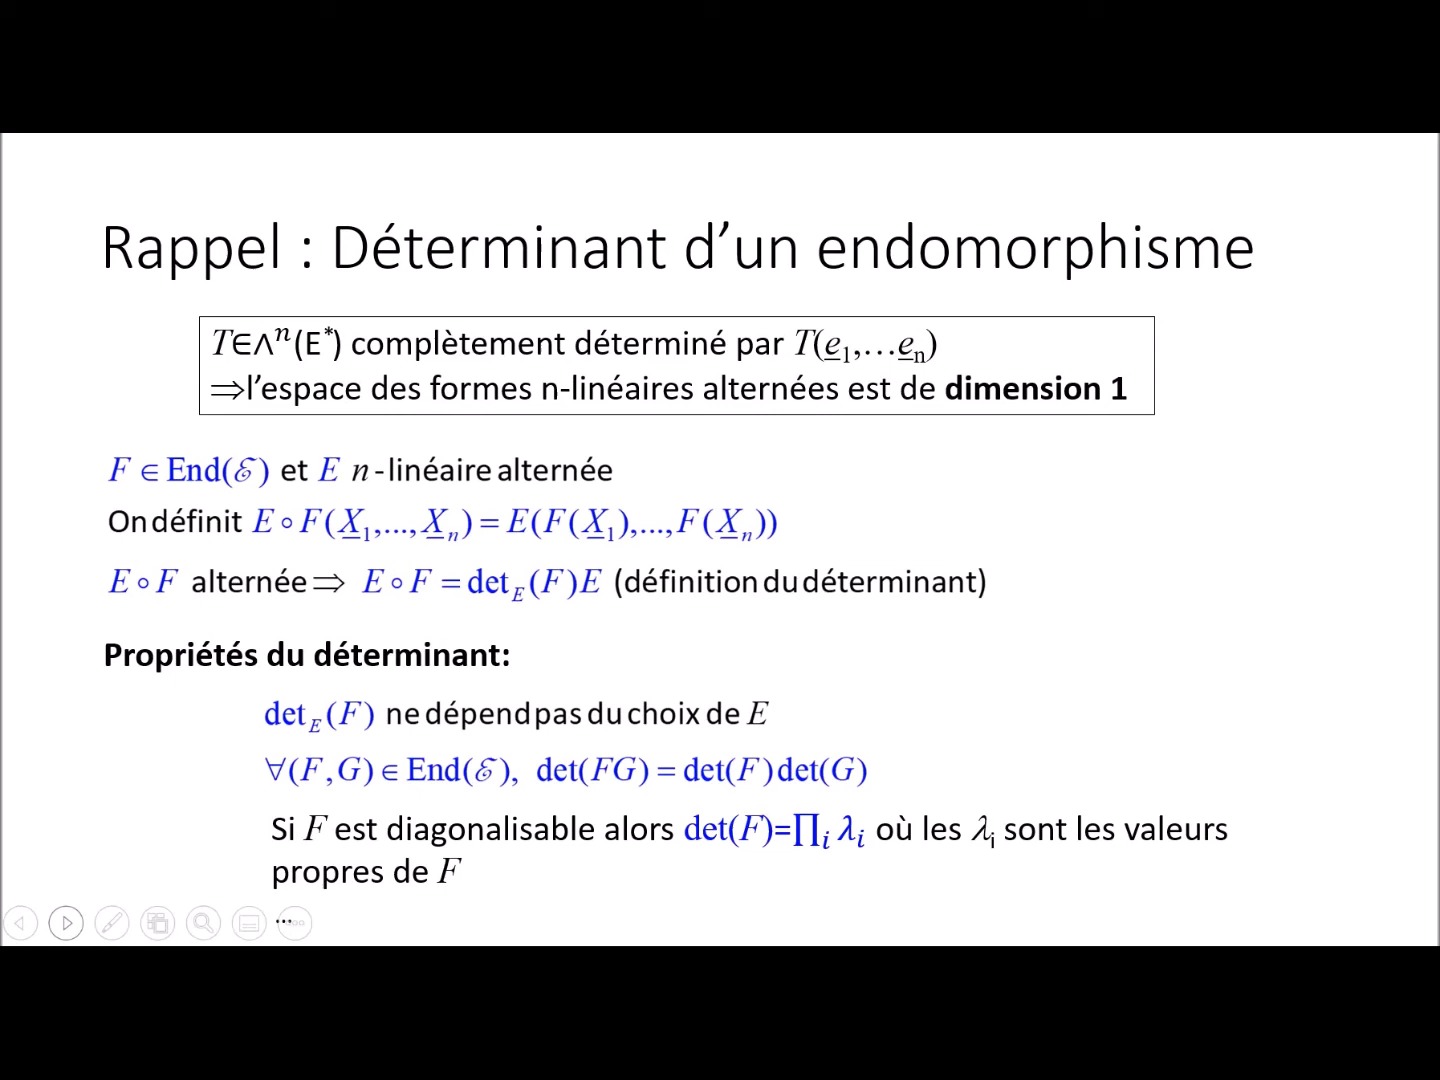 Rappel : Déterminant d’un endomorphisme
T∈Λⁿ(E*) complètement déterminé par T(e₁,…eₙ)
⇒l’espace des formes n-linéaires alternées est de dimension 1
F ∈ End(ℰ) et E n-linéaire alternée
On définit E ∘ F(X₁,...,Xₙ) = E(F(X₁),...,F(Xₙ))
E ∘ F alternée ⇒ E ∘ F = det_E(F)E (définition du déterminant)
Propriétés du déterminant:
det_E(F) ne dépend pas du choix de E
∀(F,G) ∈ End(ℰ), det(FG) = det(F)det(G)
Si F est diagonalisable alors det(F)=∏ᵢ λᵢ où les λᵢ sont les valeurs
propres de F
...